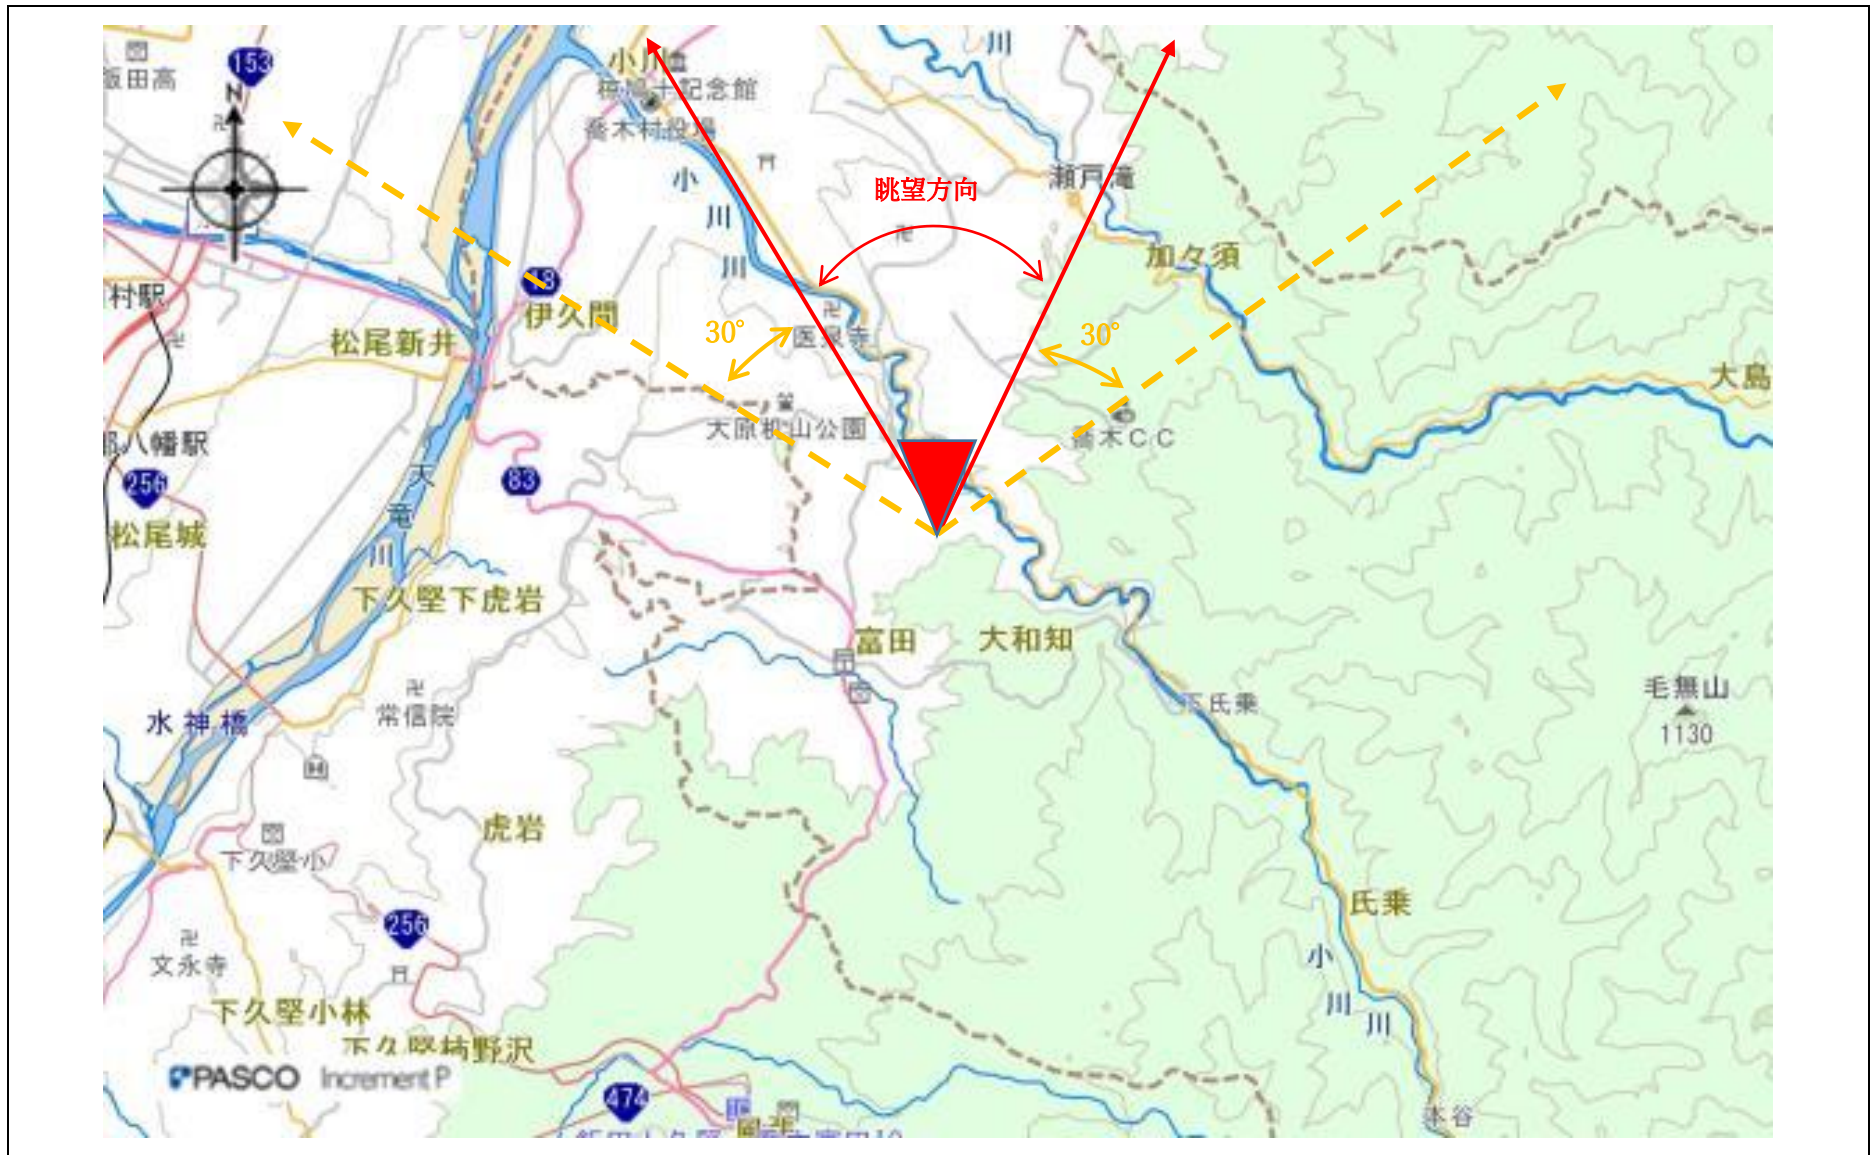 153
飯田高
N
小川
椋鳩十記念館
喬木村役場
川
小
川
川
眺望方向
瀬戸滝
加々須
村駅
18
伊久間
松尾新井
30°
医泉寺
30°
大島
大原机山公園
喬木CC
八幡駅
256
83
天
竜
川
松尾城
下久堅下虎岩
富田
大和知
毛無山
1130
下氏乗
常信院
水神橋
虎岩
下久堅小
256
氏乗
文永寺
小
川
川
下久堅小林
下久堅柿野沢
PASCO Increment P
474
本谷